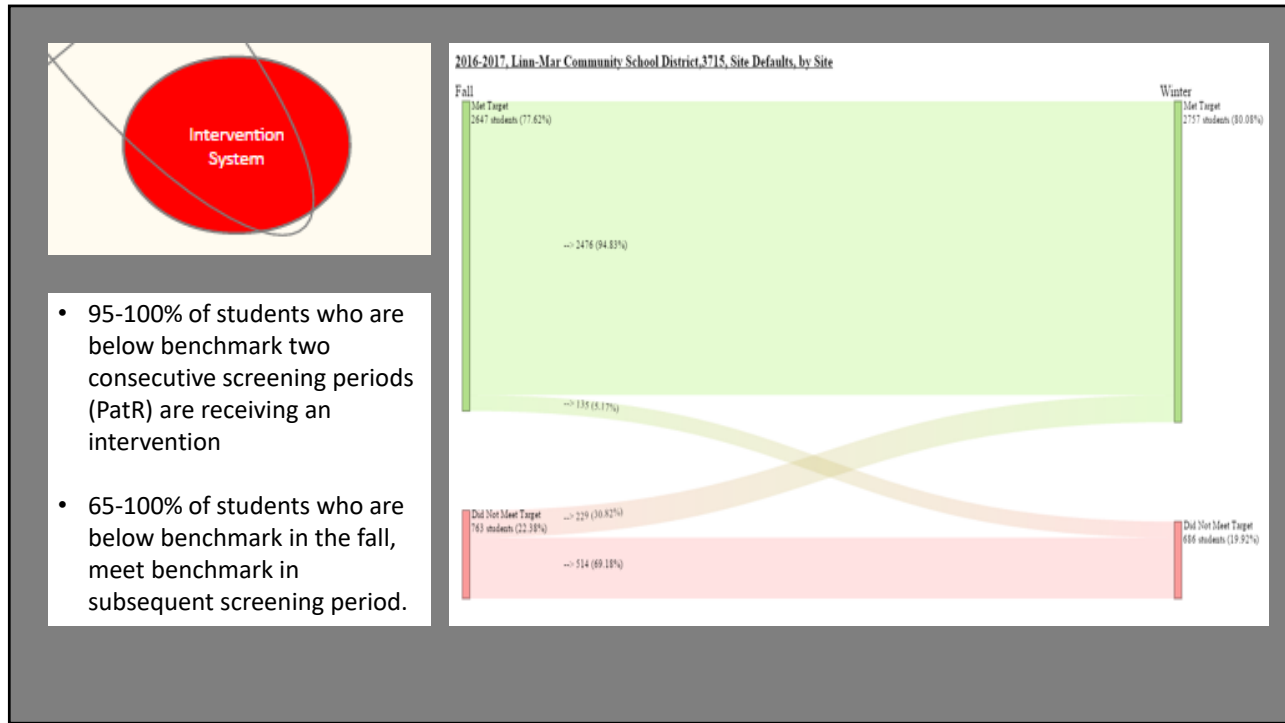 Intervention
System
• 95-100% of students who are
below benchmark two
consecutive screening periods
(PatR) are receiving an
intervention
• 65-100% of students who are
below benchmark in the fall,
meet benchmark in
subsequent screening period.
2016-2017, Linn-Mar Community School District,3715, Site Defaults, by Site
Fall
Met Target
2647 students (77.62%)
--> 2476 (94.83%)
--> 135 (5.17%)
Did Not Meet Target
763 students (22.38%)
--> 229 (30.82%)
--> 514 (69.18%)
Winter
Met Target
2757 students (80.08%)
Did Not Meet Target
686 students (19.92%)